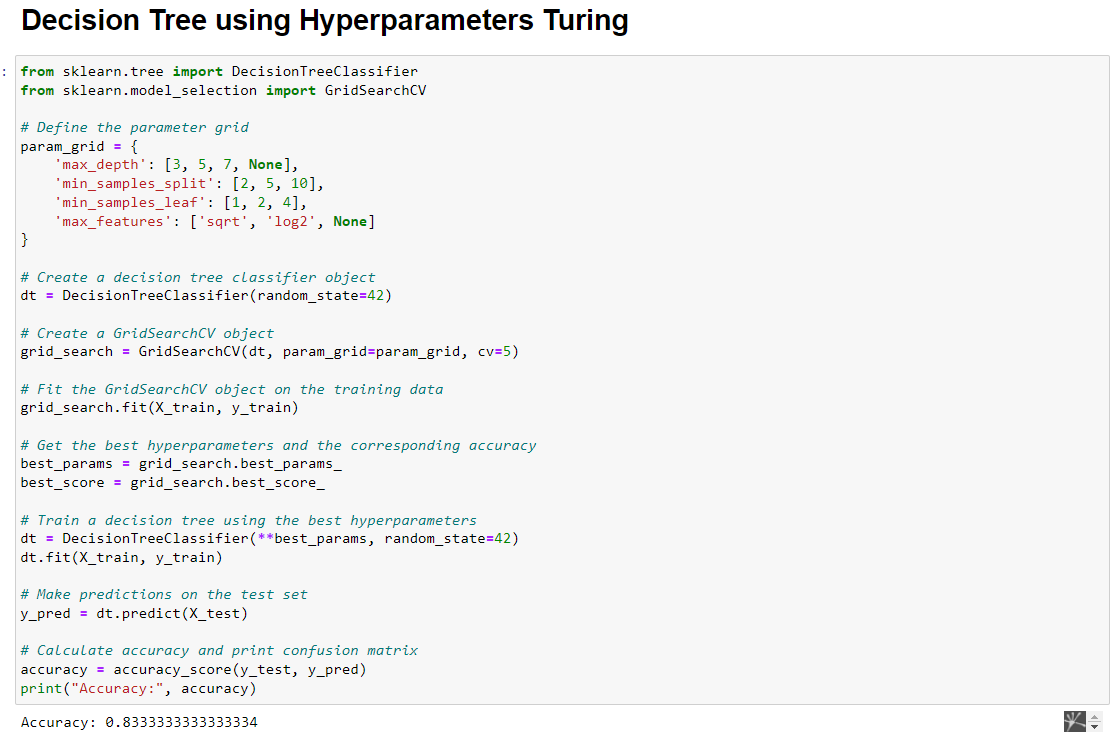 Decision Tree using Hyperparameters Turing
:
from sklearn.tree import DecisionTreeClassifier
from sklearn.model_selection import GridSearchCV
# Define the parameter grid
param_grid = {
    'max_depth': [3, 5, 7, None],
    'min_samples_split': [2, 5, 10],
    'min_samples_leaf': [1, 2, 4],
    'max_features': ['sqrt', 'log2', None]
}
# Create a decision tree classifier object
dt = DecisionTreeClassifier(random_state=42)
# Create a GridSearchCV object
grid_search = GridSearchCV(dt, param_grid=param_grid, cv=5)
# Fit the GridSearchCV object on the training data
grid_search.fit(X_train, y_train)
# Get the best hyperparameters and the corresponding accuracy
best_params = grid_search.best_params_
best_score = grid_search.best_score_
# Train a decision tree using the best hyperparameters
dt = DecisionTreeClassifier(**best_params, random_state=42)
dt.fit(X_train, y_train)
# Make predictions on the test set
y_pred = dt.predict(X_test)
# Calculate accuracy and print confusion matrix
accuracy = accuracy_score(y_test, y_pred)
print("Accuracy:", accuracy)
Accuracy: 0.8333333333333334